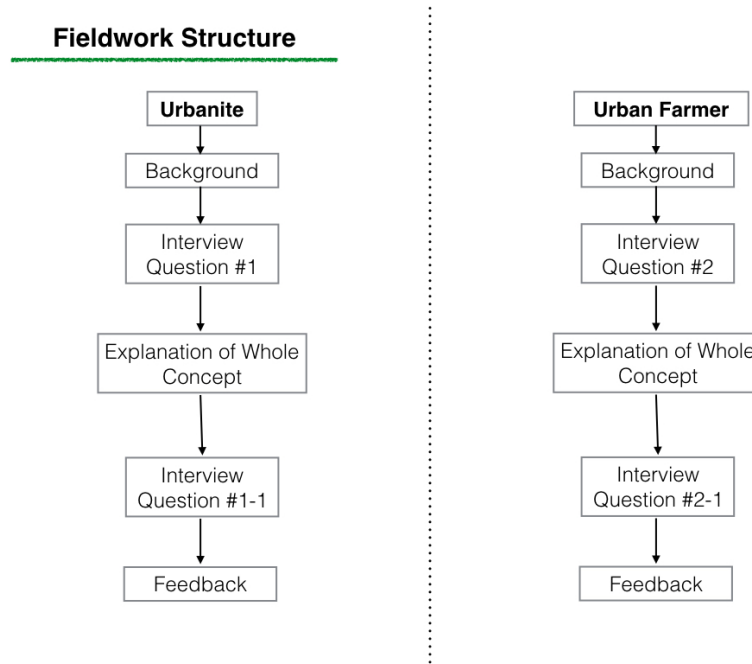 Fieldwork Structure
Urbanite
Background
Interview
Question #1
Explanation of Whole
Concept
Interview
Question #1-1
Feedback
Urban Farmer
Background
Interview
Question #2
Explanation of Whole
Concept
Interview
Question #2-1
Feedback